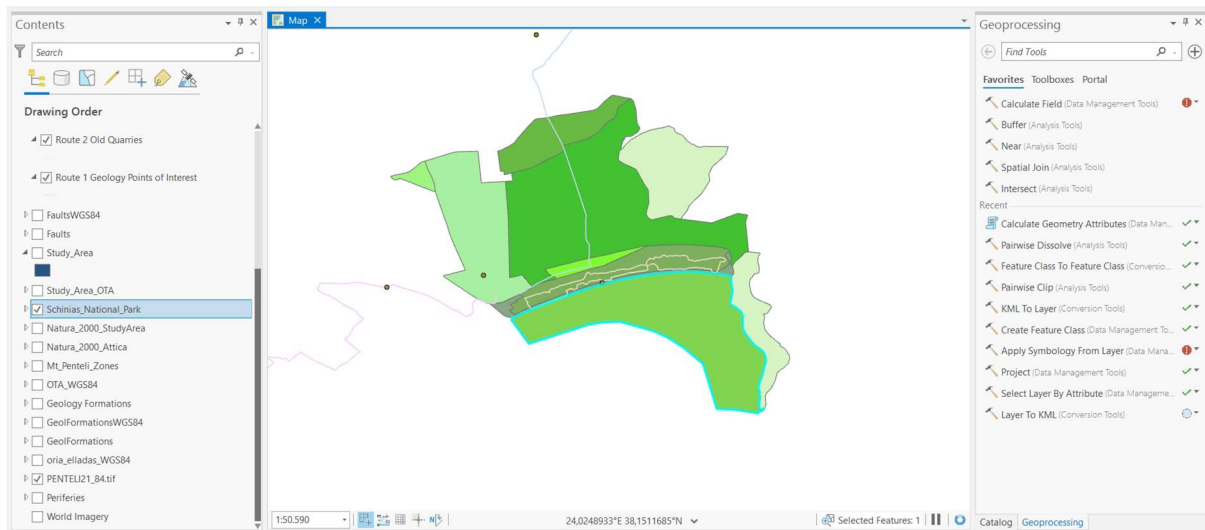 Contents
Search
Drawing Order
Route 2 Old Quarries
Route 1 Geology Points of Interest
FaultsWGS84
Faults
Study_Area
Study_Area_OTA
Schinias_National_Park
Natura_2000_StudyArea
Natura_2000_Attica
Mt_Penteli_Zones
OTA_WGS84
Geology Formations
GeolFormationsWGS84
GeolFormations
oria_elladas_WGS84
PENTELI21_84.tif
Periferies
World Imagery
Map
1:50.590
24,0248933°E 38,1511685°N
Selected Features: 1
Geoprocessing
Find Tools
Favorites Toolboxes Portal
Calculate Field (Data Management Tools)
Buffer (Analysis Tools)
Near (Analysis Tools)
Spatial Join (Analysis Tools)
Intersect (Analysis Tools)
Recent
Calculate Geometry Attributes (Data Man...
Pairwise Dissolve (Analysis Tools)
Feature Class To Feature Class (Conversio...
Pairwise Clip (Analysis Tools)
KML To Layer (Conversion Tools)
Create Feature Class (Data Management To...
Apply Symbology From Layer (Data Mana...
Project (Data Management Tools)
Select Layer By Attribute (Data Manageme...
Layer To KML (Conversion Tools)
Catalog Geoprocessing